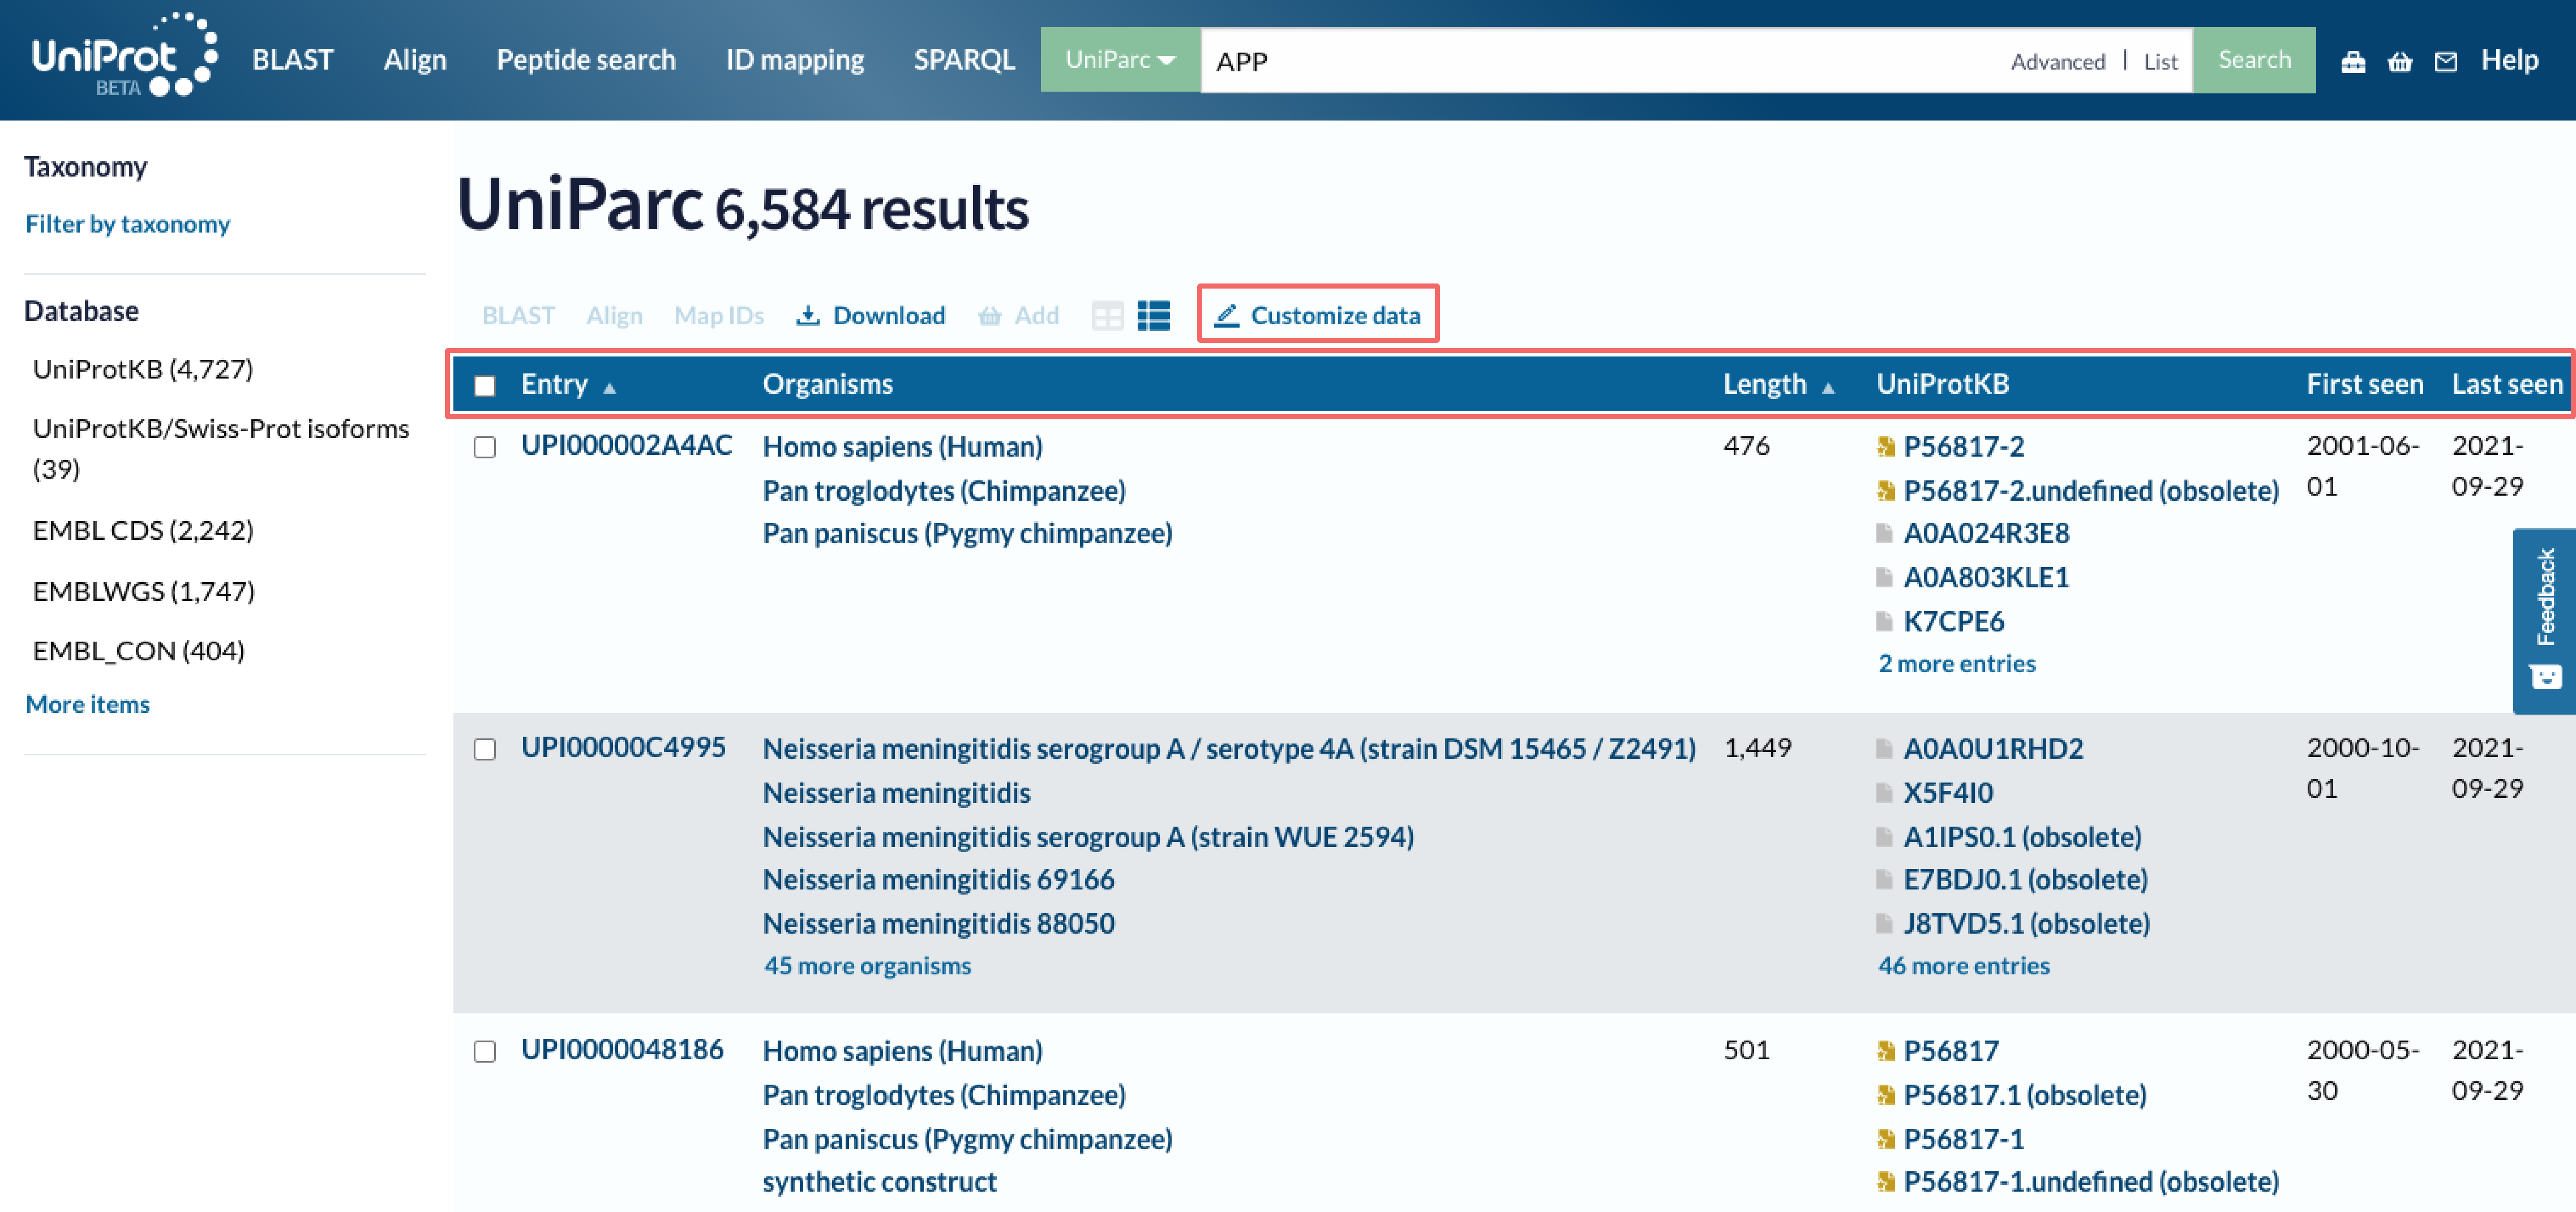 UniProt
BETA
BLAST Align Peptide search ID mapping SPARQL UniParc APP Advanced | List Search Help
Taxonomy
Filter by taxonomy
Database
UniProtKB (4,727)
UniProtKB/Swiss-Prot isoforms
(39)
EMBL CDS (2,242)
EMBLWGS (1,747)
EMBL_CON (404)
More items
UniParc 6,584 results
BLAST Align Map IDs Download Add Customize data
Entry Organisms Length UniProtKB First seen Last seen
UPI000002A4AC Homo sapiens (Human) 476 P56817-2 2001-06- 2021-
Pan troglodytes (Chimpanzee) P56817-2.undefined (obsolete) 01 09-29
Pan paniscus (Pygmy chimpanzee) A0A024R3E8
A0A803KLE1
K7CPE6
2 more entries
Feedback
UPI00000C4995 Neisseria meningitidis serogroup A / serotype 4A (strain DSM 15465 / Z2491) 1,449 A0A0U1RHD2 2000-10- 2021-
Neisseria meningitidis X5F4I0 01 09-29
Neisseria meningitidis serogroup A (strain WUE 2594) A1IPS0.1 (obsolete)
Neisseria meningitidis 69166 E7BDJ0.1 (obsolete)
Neisseria meningitidis 88050 J8TVD5.1 (obsolete)
45 more organisms 46 more entries
UPI0000048186 Homo sapiens (Human) 501 P56817 2000-05- 2021-
Pan troglodytes (Chimpanzee) P56817.1 (obsolete) 30 09-29
Pan paniscus (Pygmy chimpanzee) P56817-1
synthetic construct P56817-1.undefined (obsolete)